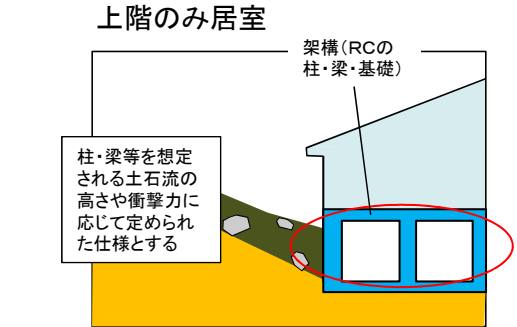 上階のみ居室
架構(RCの
柱・梁・基礎)
柱・梁等を想定
される土石流の
高さや衝撃力に
応じて定められ
た仕様とする